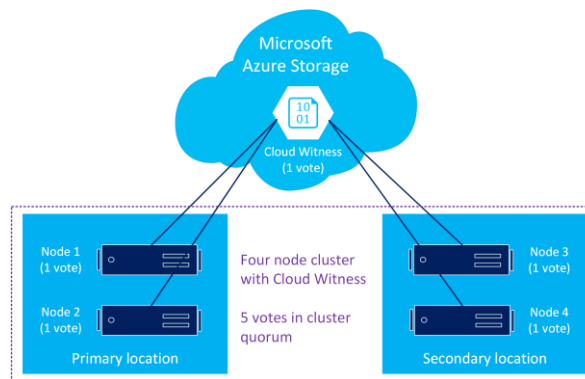 Microsoft
Azure Storage
10
01
Cloud Witness
(1 vote)
Node 1
(1 vote)
Node 2
(1 vote)
Primary location
Four node cluster
with Cloud Witness
5 votes in cluster
quorum
Node 3
(1 vote)
Node 4
(1 vote)
Secondary location